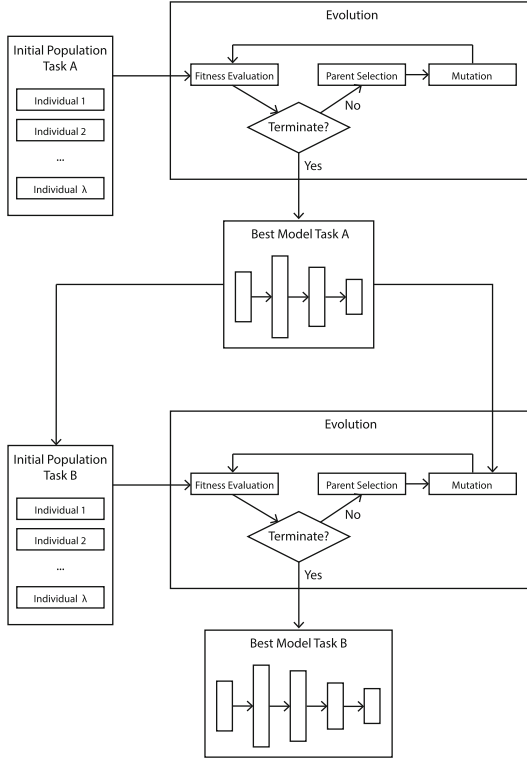 Evolution
Initial Population
Task A
Individual 1
Individual 2
...
Individual λ
Fitness Evaluation
Parent Selection
Mutation
No
Terminate?
Yes
Best Model Task A
Evolution
Initial Population
Task B
Individual 1
Individual 2
...
Individual λ
Fitness Evaluation
Parent Selection
Mutation
No
Terminate?
Yes
Best Model Task B